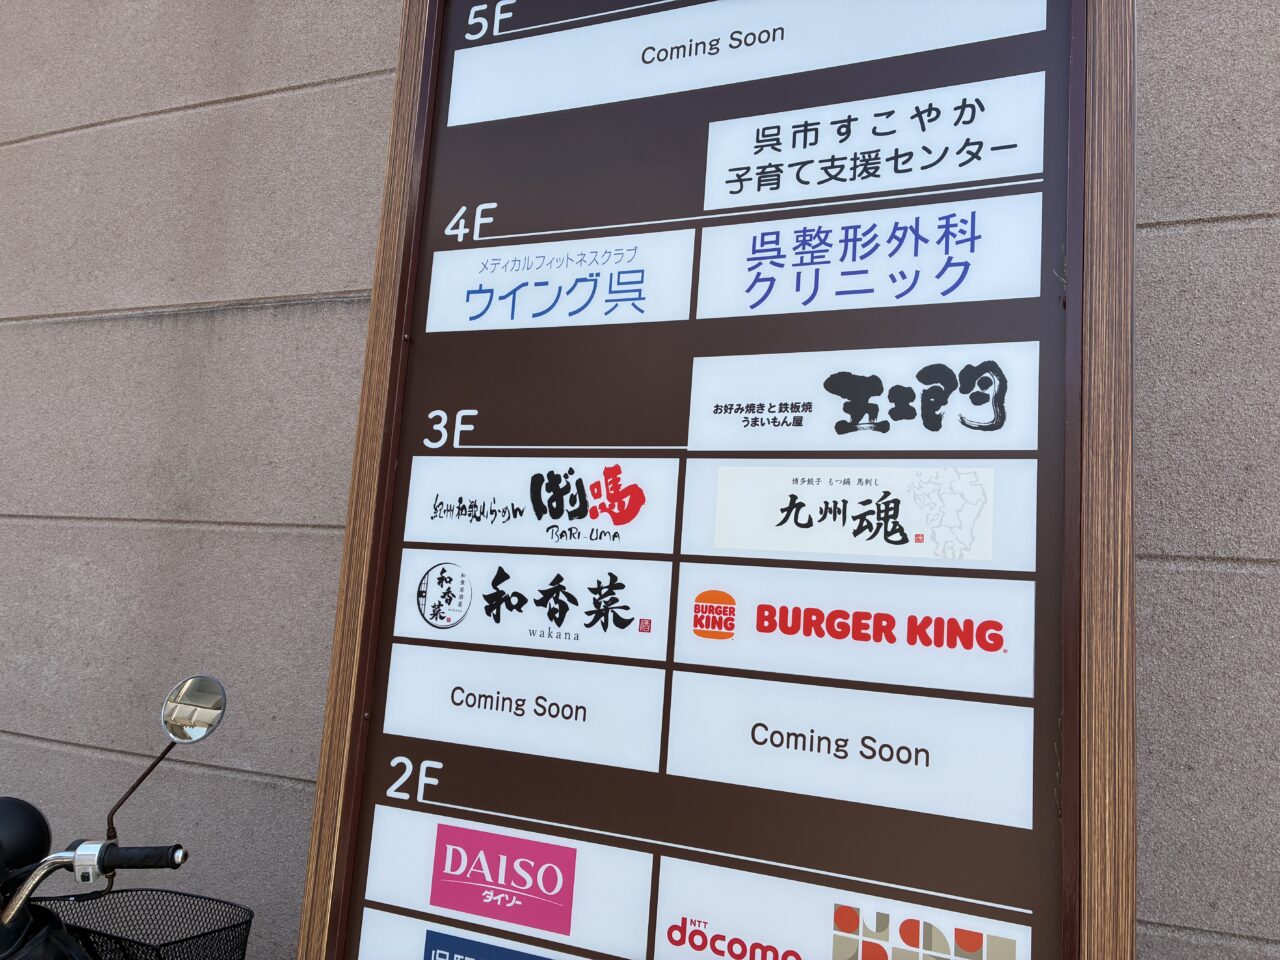 5F
Coming Soon
呉市すこやか
子育て支援センター
4F
メディカルフィットネスクラブ
ウイング呉
呉整形外科
クリニック
お好み焼きと鉄板焼
うまいもん屋
五エ門
3F
紀州和歌山らーめん ばり嗎
BARI-UMA
博多餃子 もつ鍋 馬刺し
九州魂
和香菜
和香菜
wakana
BURGER
KING
BURGER KING
Coming Soon
Coming Soon
2F
DAISO
ダイソー
NTT
docomo